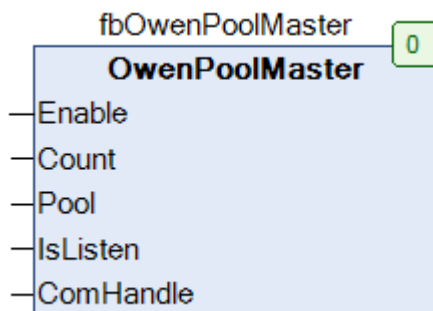 fbOwenPoolMaster
0
OwenPoolMaster
Enable
Count
Pool
IsListen
ComHandle